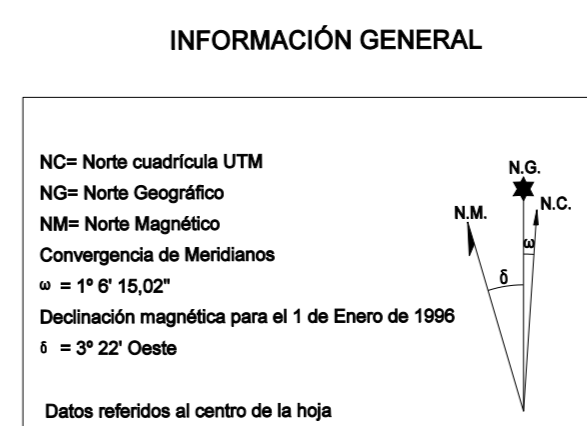 INFORMACIÓN GENERAL
NC= Norte cuadrícula UTM
NG= Norte Geográfico
NM= Norte Magnético
Convergencia de Meridianos
ω = 1º 6' 15,02"
Declinación magnética para el 1 de Enero de 1996
δ = 3º 22' Oeste
Datos referidos al centro de la hoja
N.G.
N.M.
N.C.
ω
δ